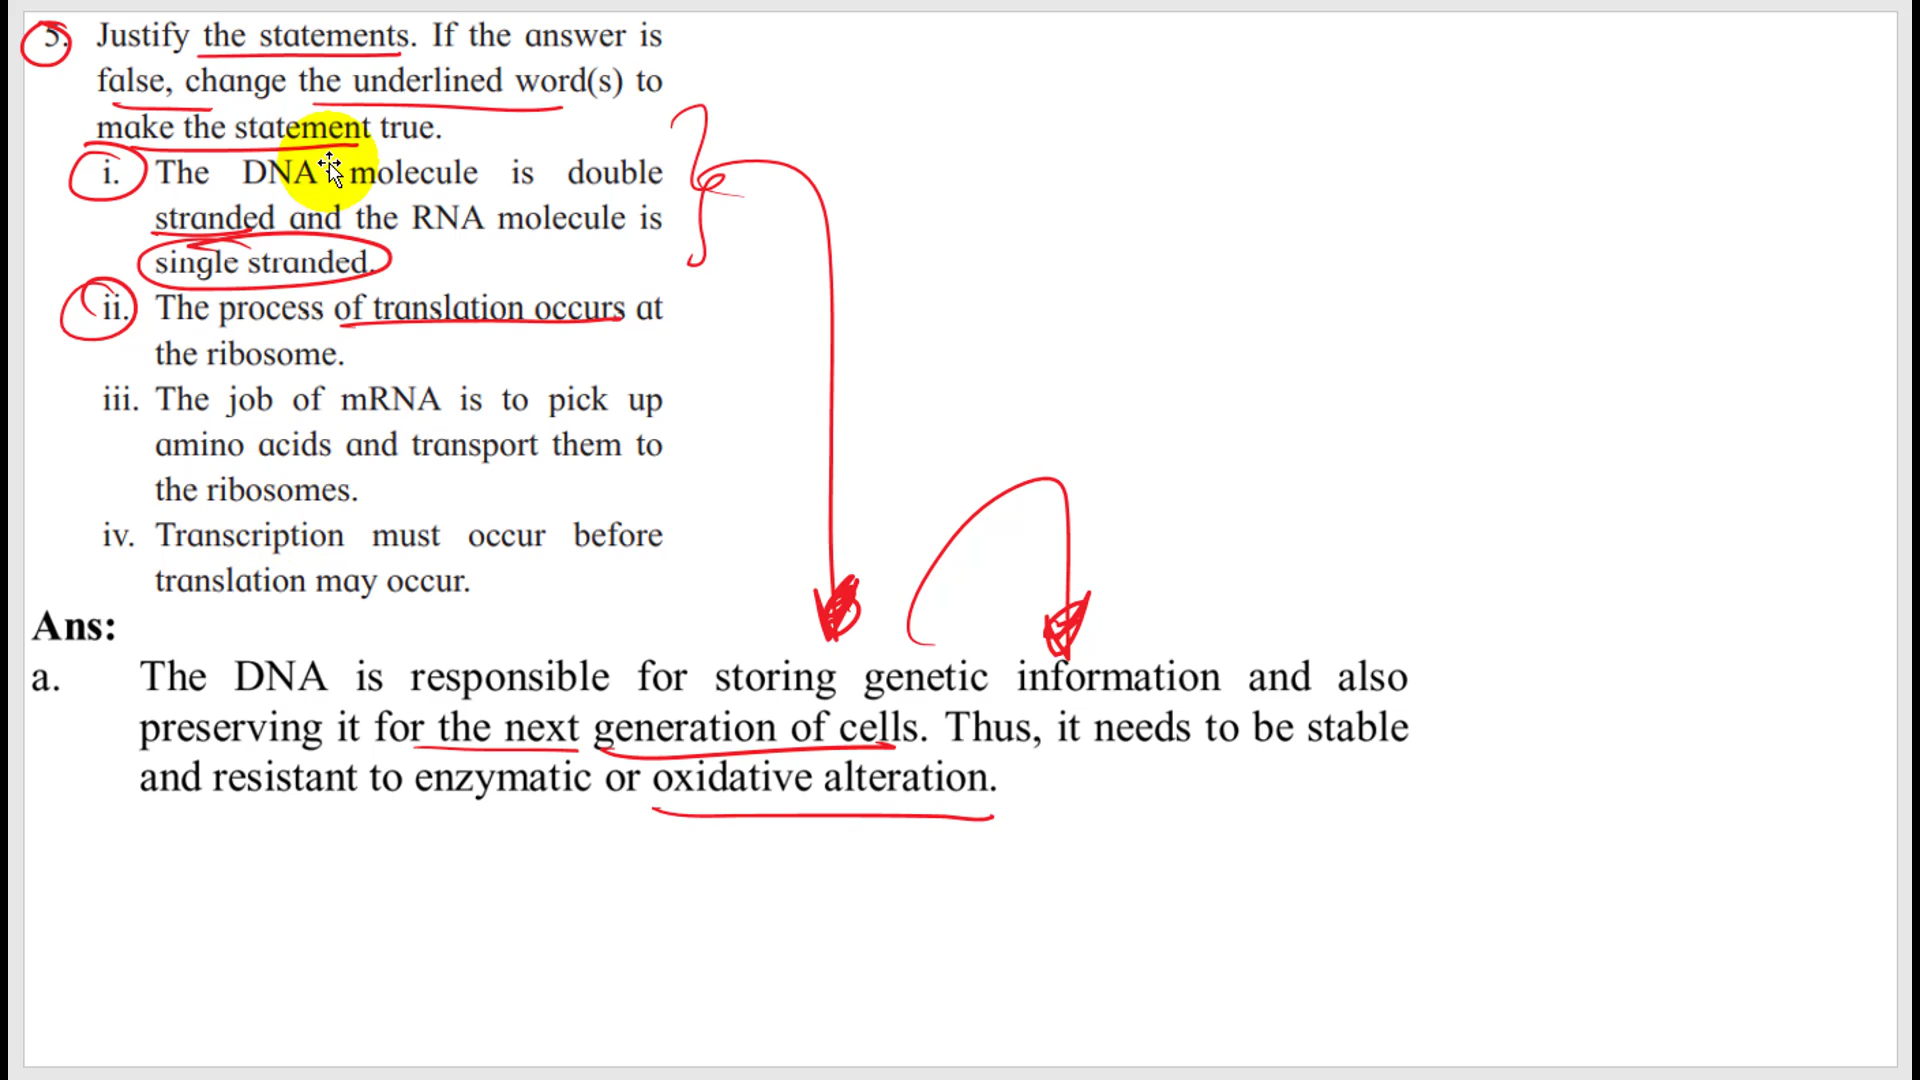 5. Justify the statements. If the answer is
false, change the underlined word(s) to
make the statement true.
i. The DNA molecule is double
stranded and the RNA molecule is
single stranded.
ii. The process of translation occurs at
the ribosome.
iii. The job of mRNA is to pick up
amino acids and transport them to
the ribosomes.
iv. Transcription must occur before
translation may occur.
Ans:
a. The DNA is responsible for storing genetic information and also
preserving it for the next generation of cells. Thus, it needs to be stable
and resistant to enzymatic or oxidative alteration.